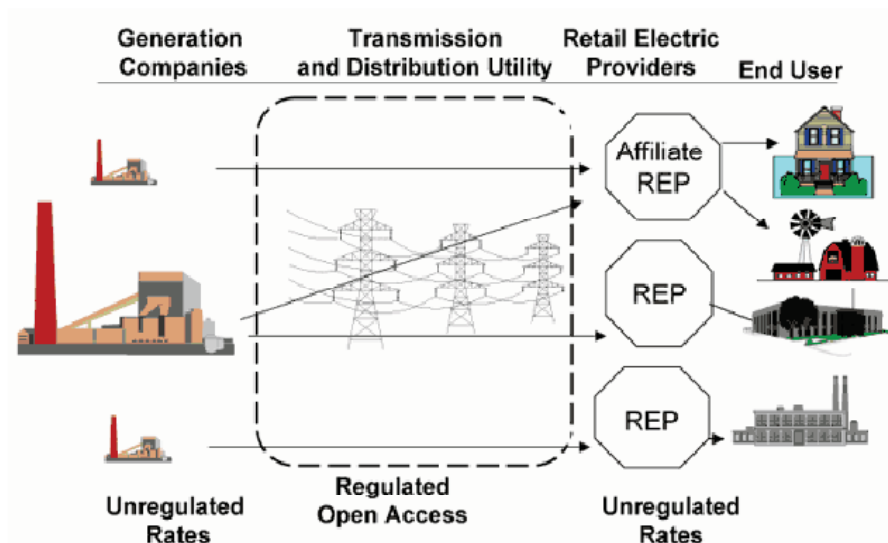 Generation
Companies
Transmission
and Distribution Utility
Retail Electric
Providers
End User
Affiliate
REP
REP
REP
Unregulated
Rates
Regulated
Open Access
Unregulated
Rates